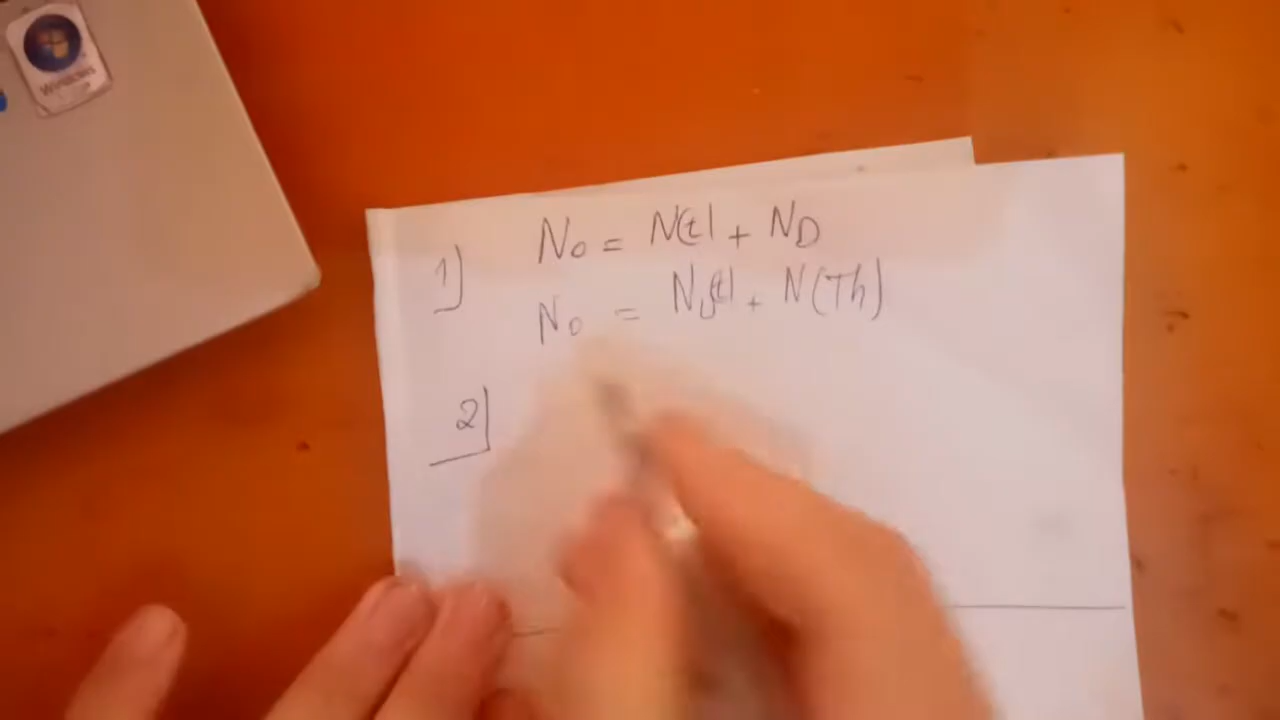 Windows
1)
N₀ = N(t) + N_D
N₀ = N_U(t) + N(Th)
2)